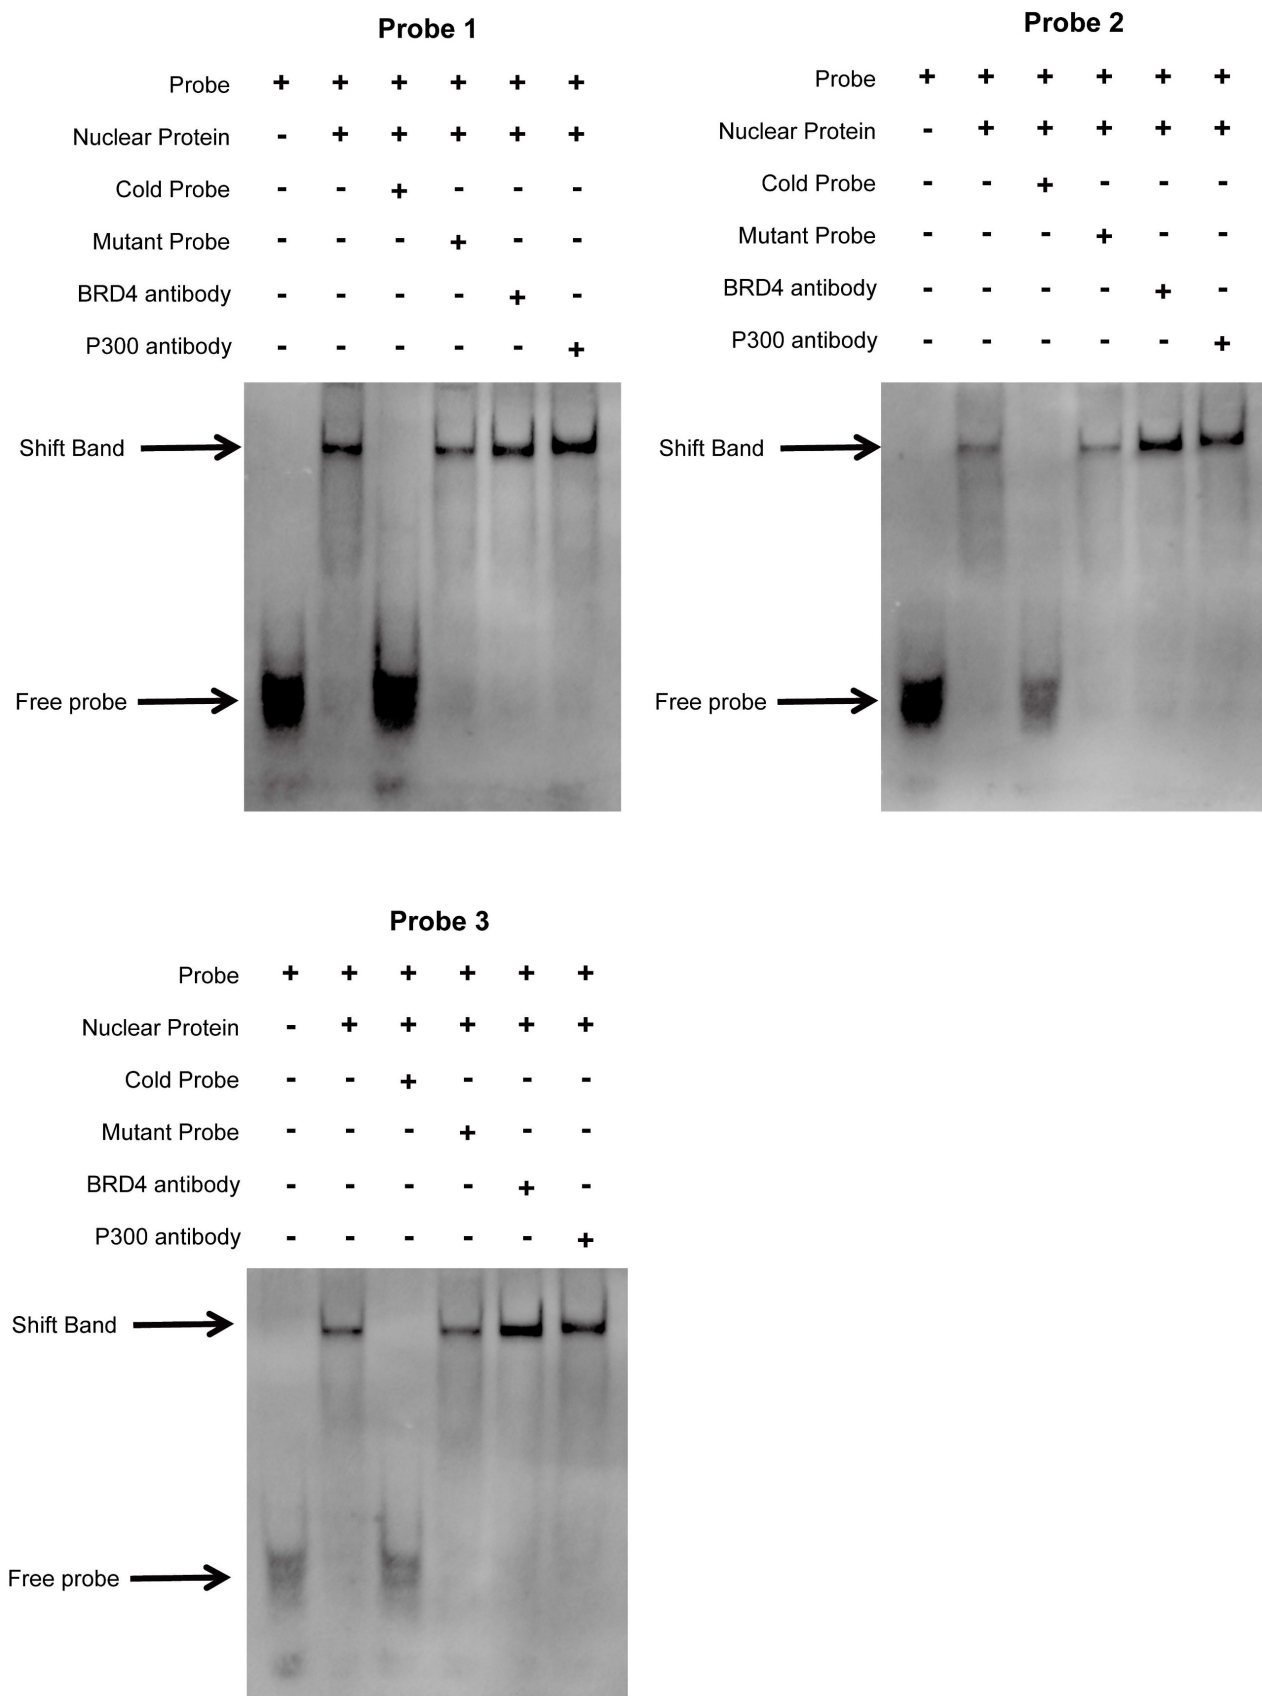 Probe 1
Probe + + + + + +
Nuclear Protein - + + + + +
Cold Probe - - + - - -
Mutant Probe - - - + - -
BRD4 antibody - - - - + -
P300 antibody - - - - - +
Shift Band
Free probe
Probe 2
Probe + + + + + +
Nuclear Protein - + + + + +
Cold Probe - - + - - -
Mutant Probe - - - + - -
BRD4 antibody - - - - + -
P300 antibody - - - - - +
Shift Band
Free probe
Probe 3
Probe + + + + + +
Nuclear Protein - + + + + +
Cold Probe - - + - - -
Mutant Probe - - - + - -
BRD4 antibody - - - - + -
P300 antibody - - - - - +
Shift Band
Free probe